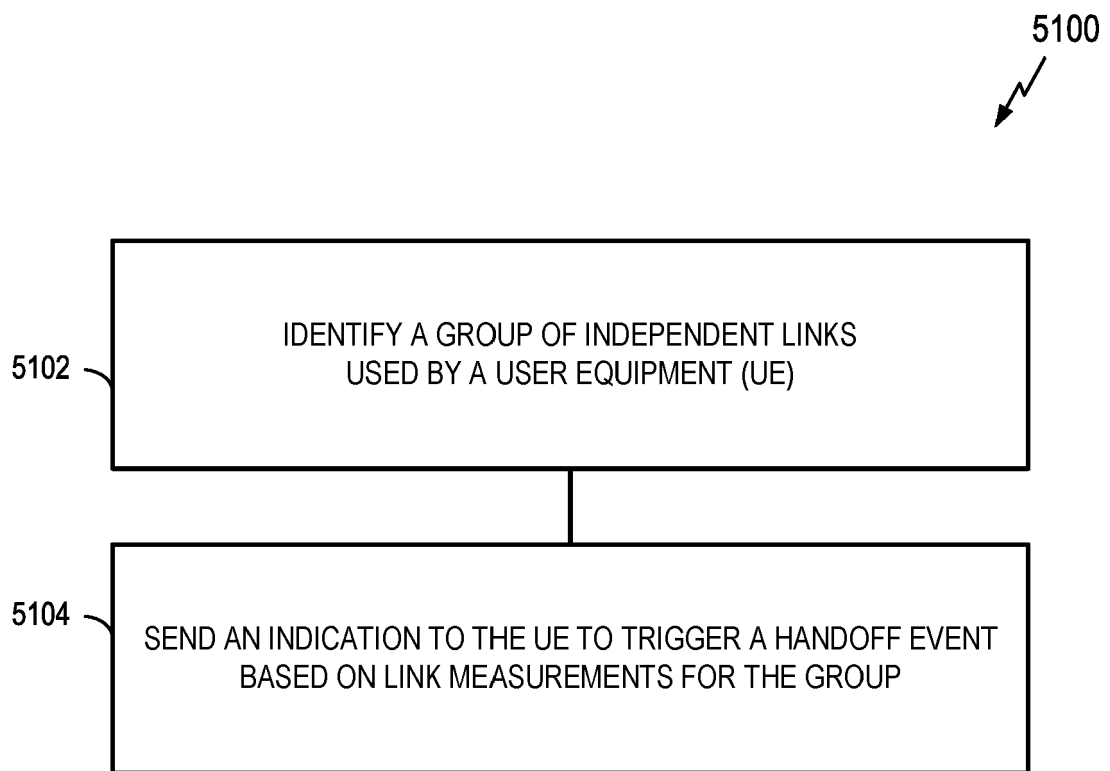 5100
IDENTIFY A GROUP OF INDEPENDENT LINKS
USED BY A USER EQUIPMENT (UE)
5102
SEND AN INDICATION TO THE UE TO TRIGGER A HANDOFF EVENT
BASED ON LINK MEASUREMENTS FOR THE GROUP
5104